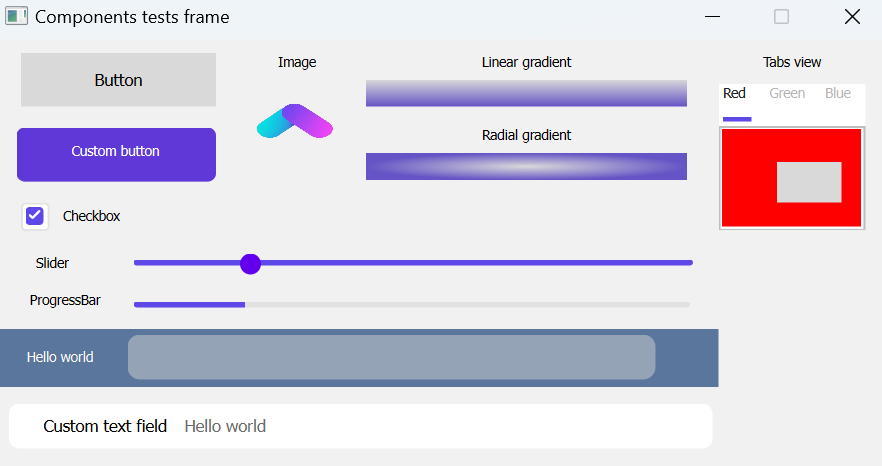 Components tests frame
Button
Image
Linear gradient
Tabs view
Red Green Blue
Radial gradient
Custom button
Checkbox
Slider
ProgressBar
Hello world
Custom text field Hello world